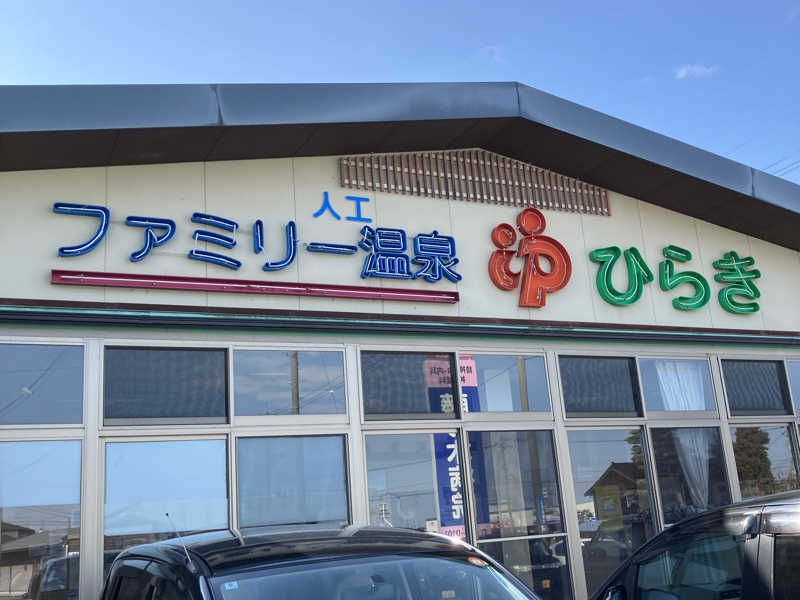 人工
ファミリー温泉 ゆ ひらき